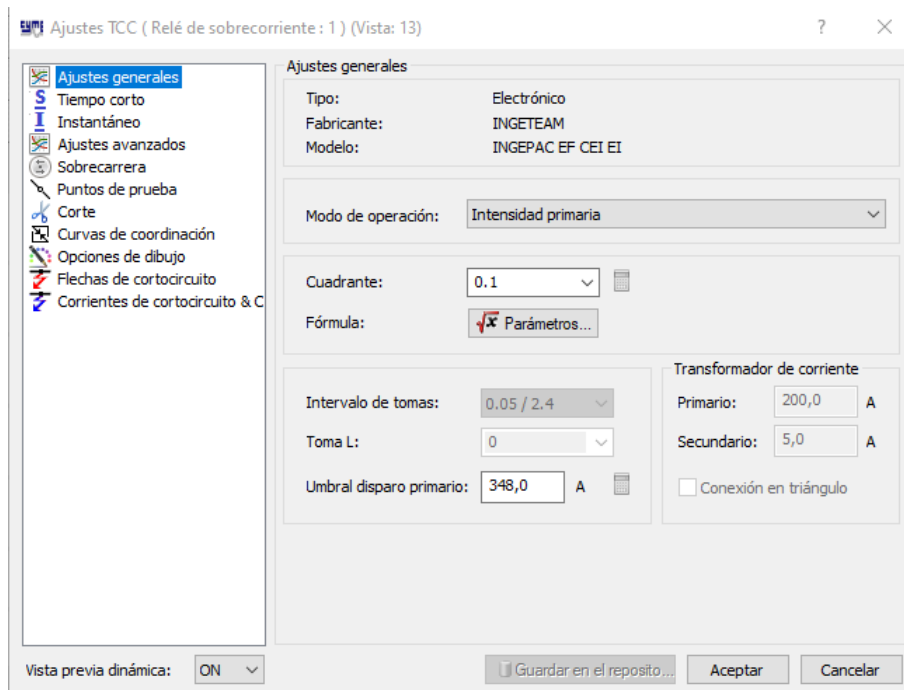 Ajustes TCC ( Relé de sobrecorriente : 1 ) (Vista: 13)
?
Ajustes generales
Tiempo corto
Instantáneo
Ajustes avanzados
Sobrecarrera
Puntos de prueba
Corte
Curvas de coordinación
Opciones de dibujo
Flechas de cortocircuito
Corrientes de cortocircuito & C
Ajustes generales
Tipo: Electrónico
Fabricante: INGETEAM
Modelo: INGEPAC EF CEI EI
Modo de operación: Intensidad primaria
Cuadrante: 0.1
Fórmula: √x Parámetros...
Intervalo de tomas: 0.05 / 2.4
Toma L: 0
Umbral disparo primario: 348,0 A
Transformador de corriente
Primario: 200,0 A
Secundario: 5,0 A
Conexión en triángulo
Vista previa dinámica: ON
Guardar en el reposito...
Aceptar
Cancelar